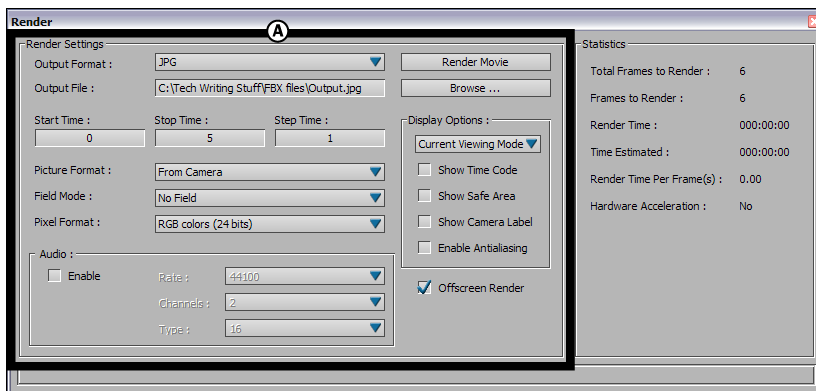 Render
A
Render Settings
Output Format : JPG Render Movie
Output File : C:\Tech Writing Stuff\FBX files\Output.jpg Browse ...
Start Time : Stop Time : Step Time :
0 5 1
Picture Format : From Camera
Field Mode : No Field
Pixel Format : RGB colors (24 bits)
Audio :
Enable
Rate : 44100
Channels : 2
Type : 16
Display Options :
Current Viewing Mode
Show Time Code
Show Safe Area
Show Camera Label
Enable Antialiasing
Offscreen Render
Statistics
Total Frames to Render : 6
Frames to Render : 6
Render Time : 000:00:00
Time Estimated : 000:00:00
Render Time Per Frame(s) : 0.00
Hardware Acceleration : No